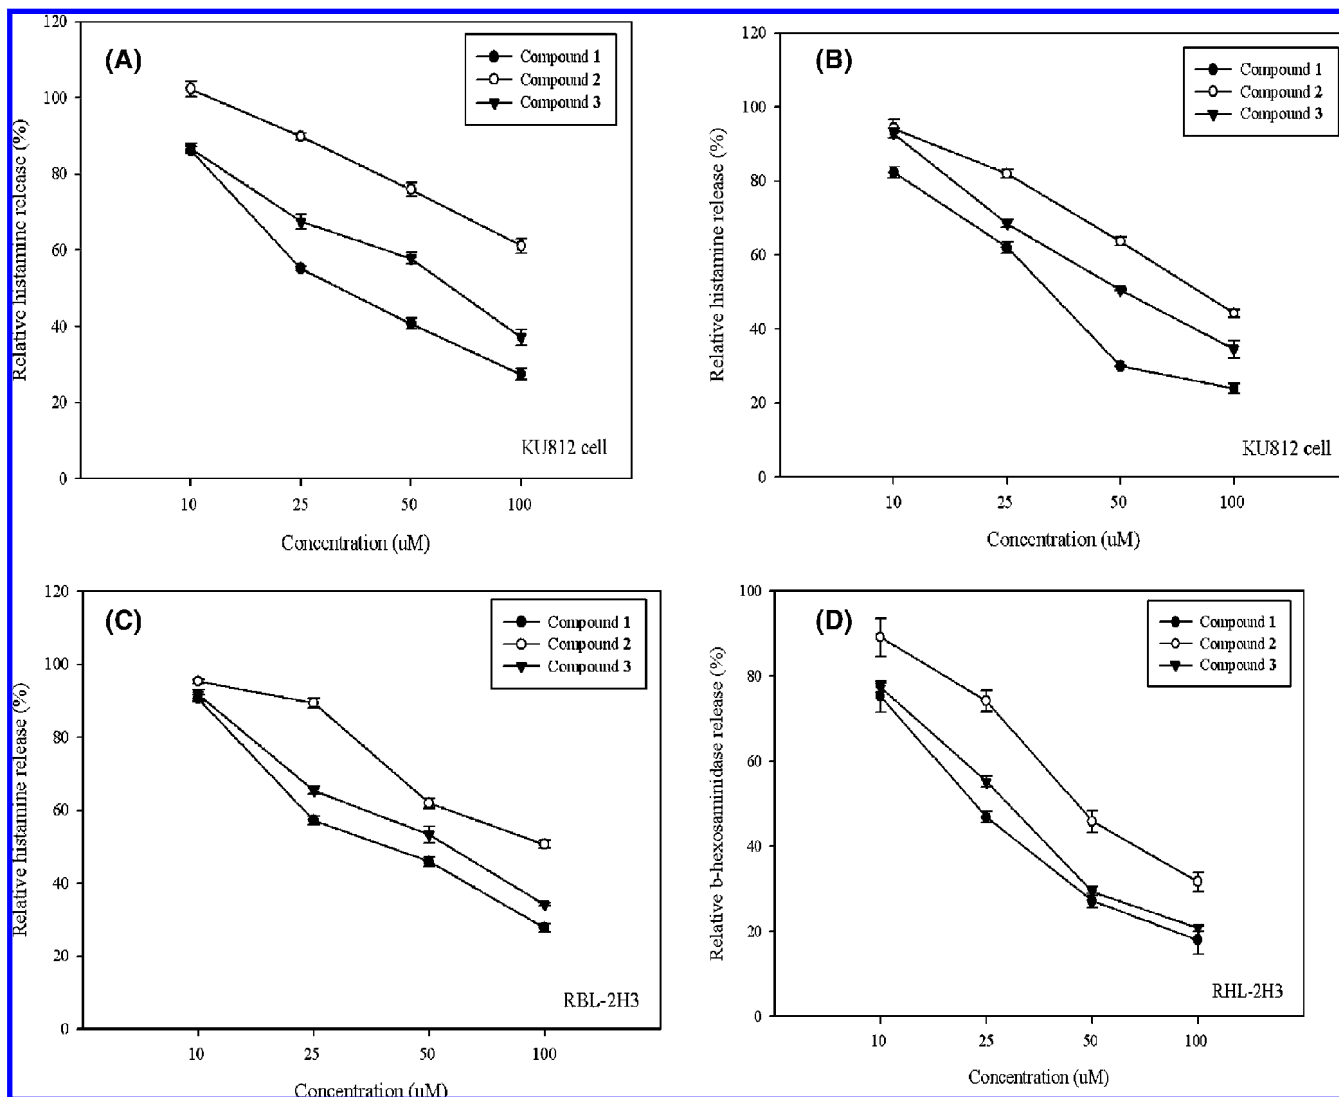 (A)
Compound 1
Compound 2
Compound 3
120
100
80
60
40
20
0
Relative histamine release (%)
KU812 cell
10 25 50 100
Concentration (uM)
(B)
Compound 1
Compound 2
Compound 3
120
100
80
60
40
20
0
Relative histamine release (%)
KU812 cell
10 25 50 100
Concentration (uM)
(C)
Compound 1
Compound 2
Compound 3
120
100
80
60
40
20
0
Relative histamine release (%)
RBL-2H3
10 25 50 100
Concentration (uM)
(D)
Compound 1
Compound 2
Compound 3
100
80
60
40
20
0
Relative b-hexosaminidase release (%)
RHL-2H3
10 25 50 100
Concentration (uM)